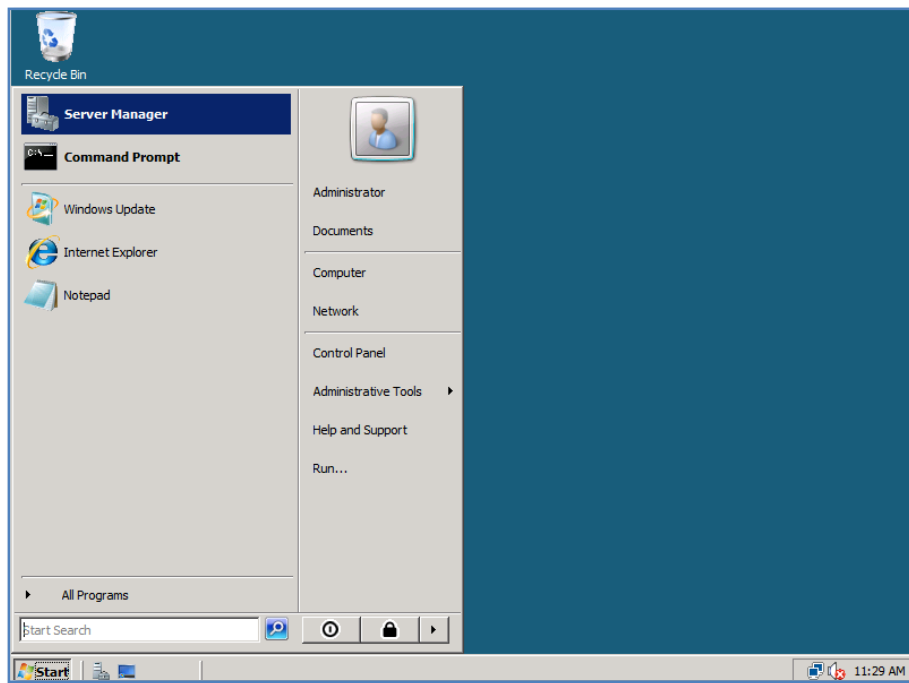 Recycle Bin
Server Manager
C:\
Command Prompt
Windows Update
Internet Explorer
Notepad
All Programs
Start Search
Administrator
Documents
Computer
Network
Control Panel
Administrative Tools
Help and Support
Run...
Start
11:29 AM